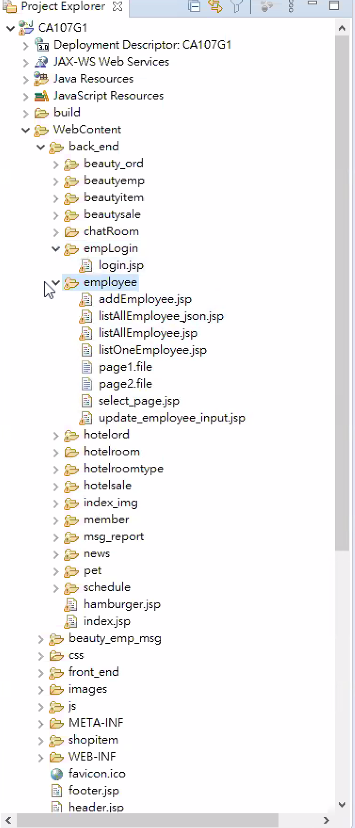 Project Explorer
CA107G1
Deployment Descriptor: CA107G1
JAX-WS Web Services
Java Resources
JavaScript Resources
build
WebContent
back_end
beauty_ord
beautyemp
beautyitem
beautysale
chatRoom
empLogin
login.jsp
employee
addEmployee.jsp
listAllEmployee_json.jsp
listAllEmployee.jsp
listOneEmployee.jsp
page1.file
page2.file
select_page.jsp
update_employee_input.jsp
hotelord
hotelroom
hotelroomtype
hotelsale
index_img
member
msg_report
news
pet
schedule
hamburger.jsp
index.jsp
beauty_emp_msg
css
front_end
images
js
META-INF
shopitem
WEB-INF
favicon.ico
footer.jsp
header.jsp